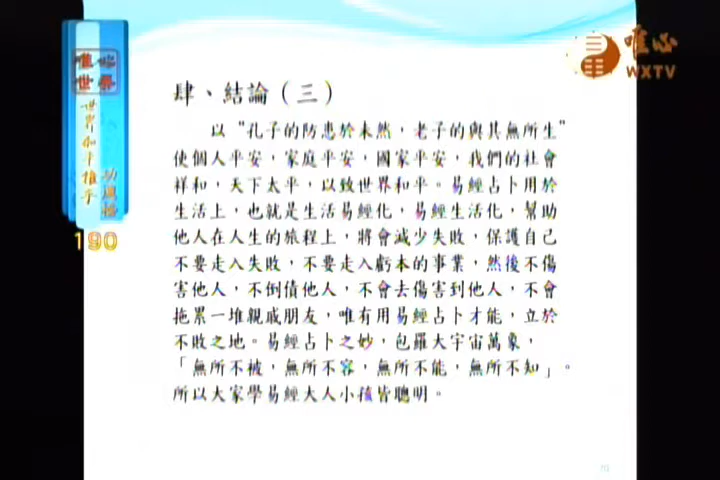 唯心
WXTV
唯心
世界
世界和平推手
190
肆、結論（三）
以“孔子的防患於未然，老子的與其無所生”
使個人平安，家庭平安，國家平安，我們的社會
祥和，天下太平，以致世界和平。易經占卜用於
生活上，也就是生活易經化，易經生活化，幫助
他人在人生的旅程上，將會減少失敗，保護自己
不要走入失敗，不要走入虧本的事業，然後不傷
害他人，不倒債他人，不會去傷害到他人，不會
拖累一堆親戚朋友，唯有用易經占卜才能，立於
不敗之地。易經占卜之妙，包羅大宇宙萬象，
「無所不被，無所不容，無所不能，無所不知」。
所以大家學易經大人小孩皆聰明。